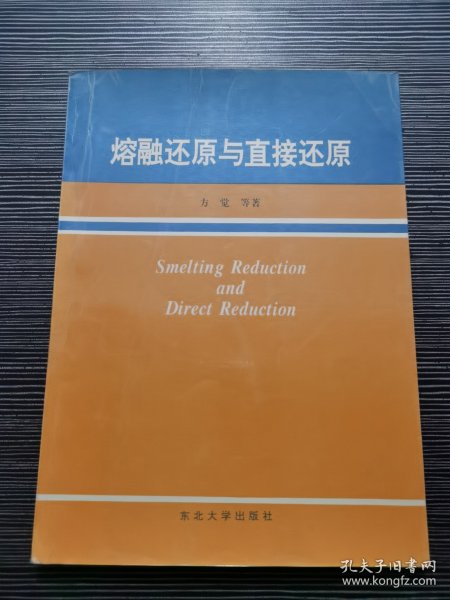 熔融还原与直接还原
方 觉 等著
Smelting Reduction
and
Direct Reduction
东北大学出版社
孔夫子旧书网
www.kongfz.com